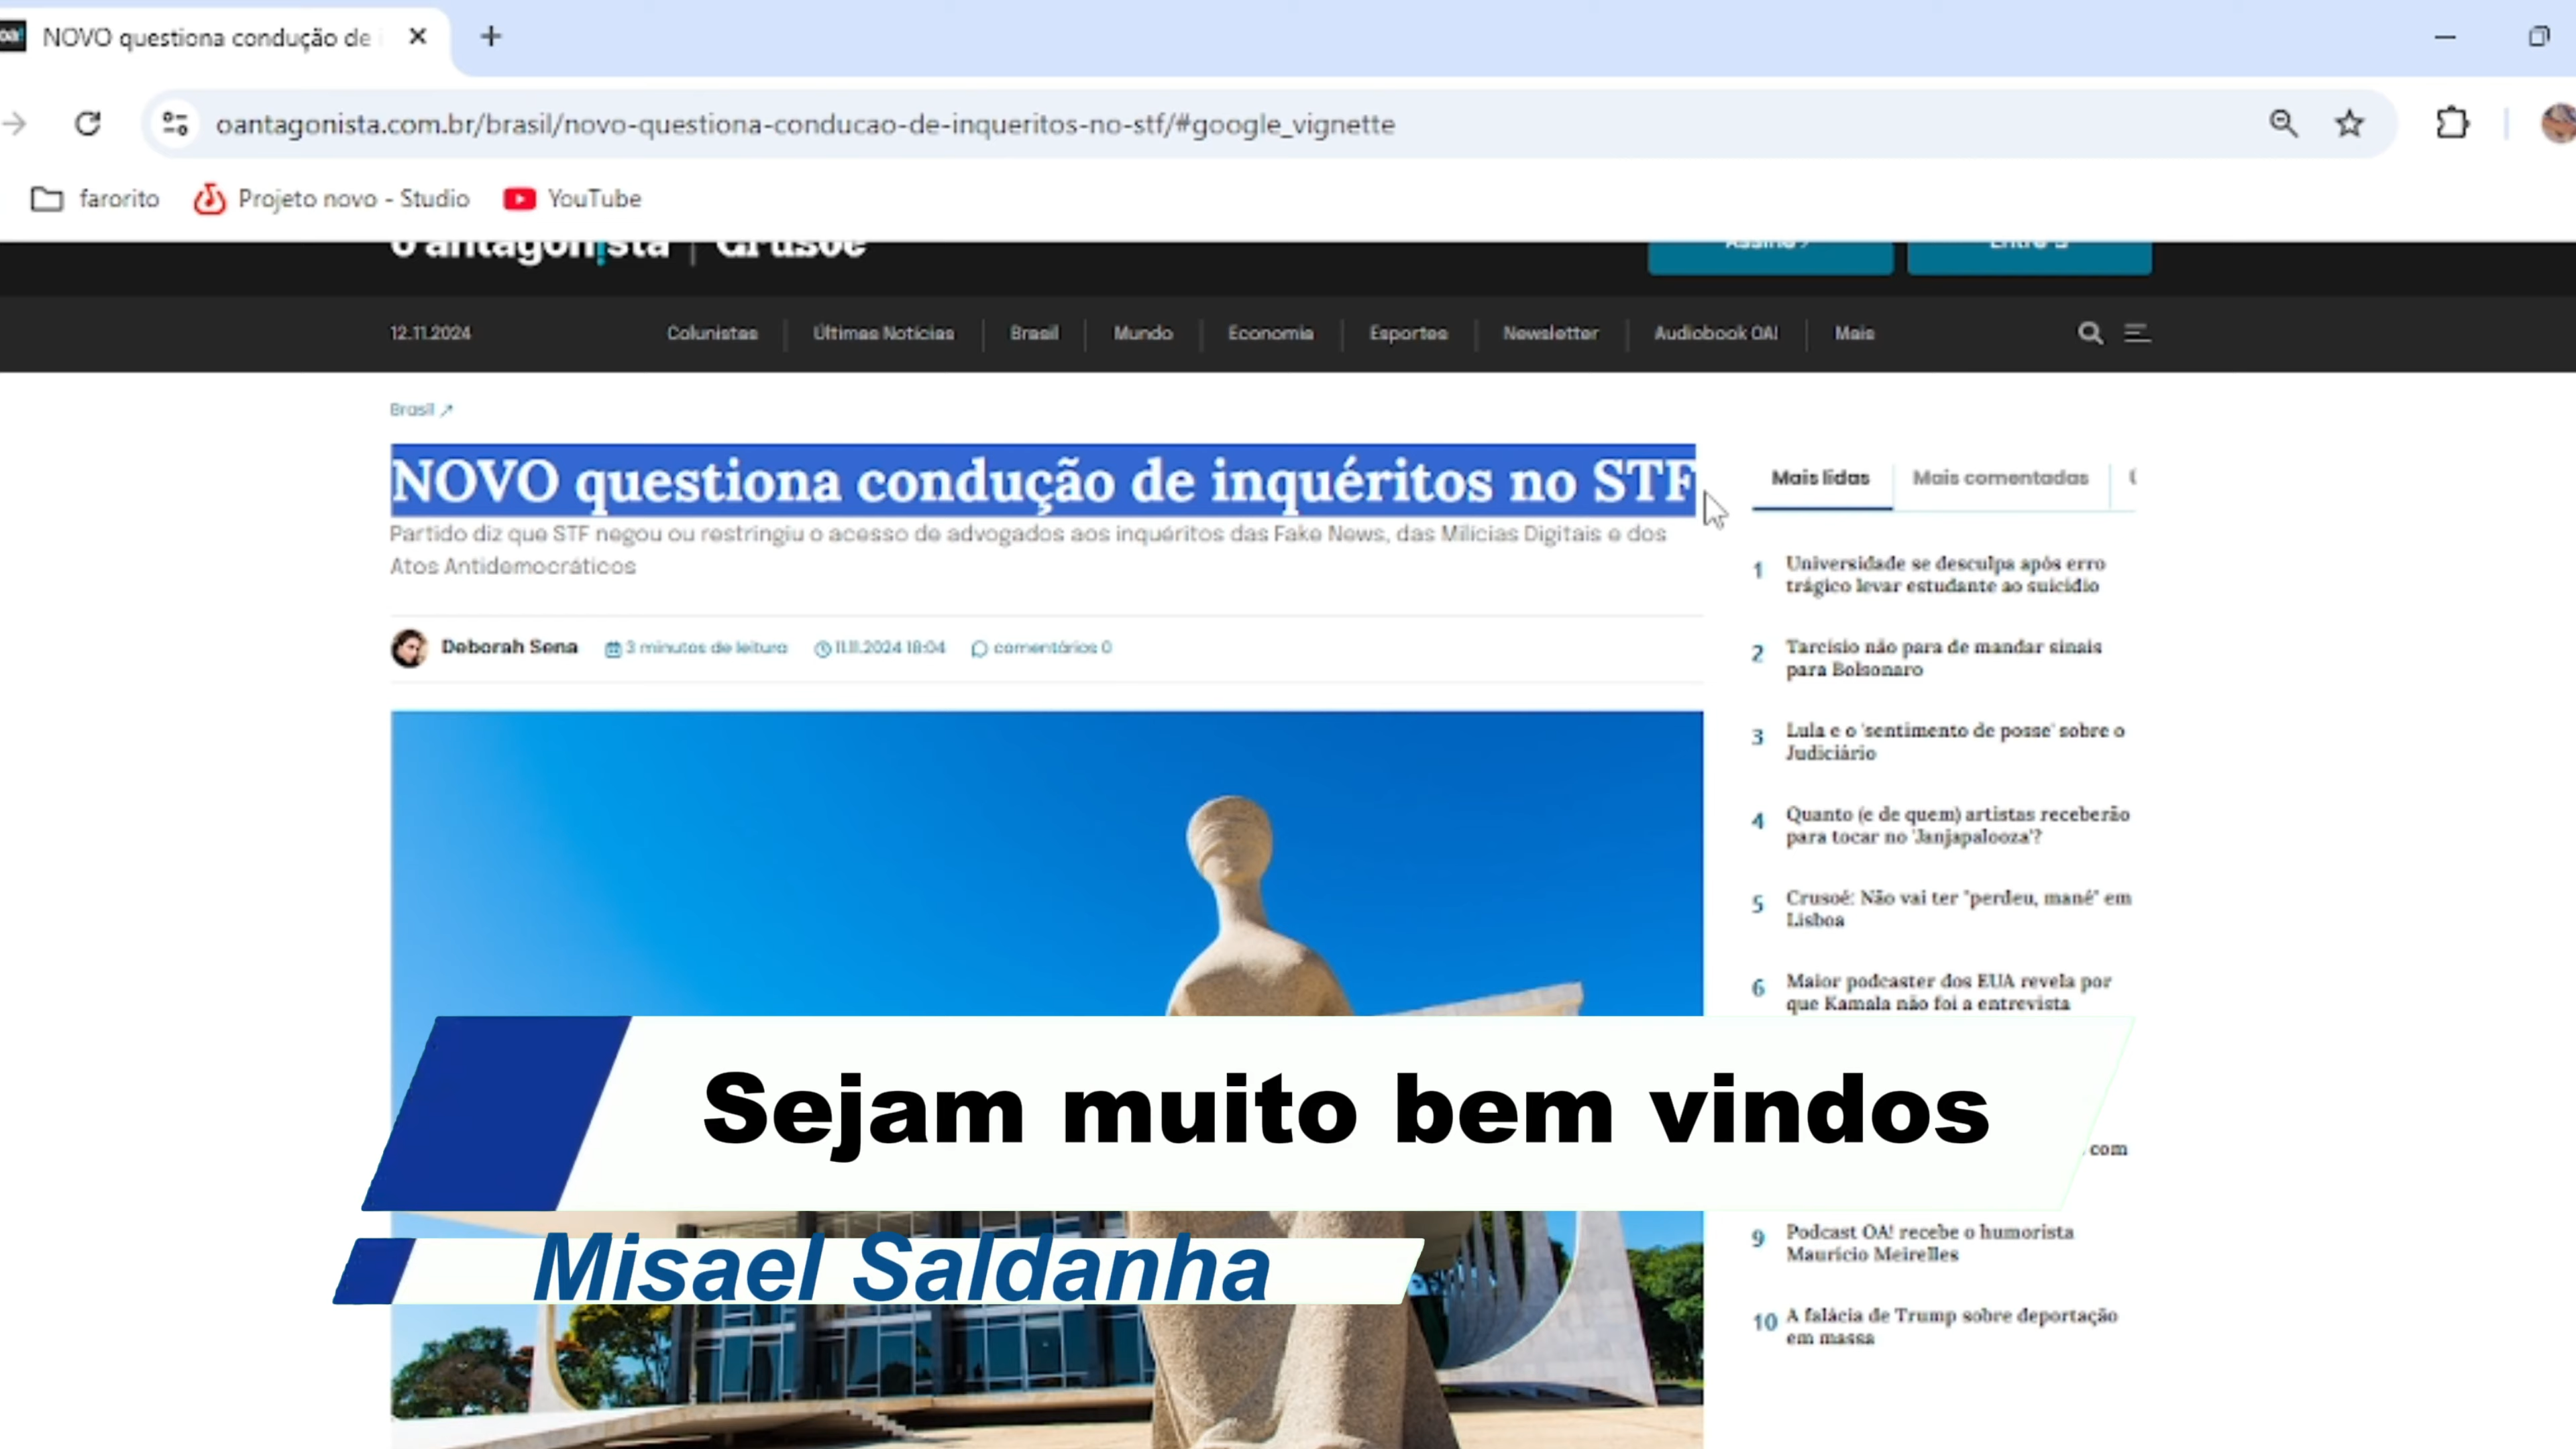 NOVO questiona condução de
oantagonista.com.br/brasil/novo-questiona-conducao-de-inqueritos-no-stf/#google_vignette
farorito
Projeto novo - Studio
YouTube
o antagonista | Crusoé
12.11.2024
Colunistas
Últimas Notícias
Brasil
Mundo
Economia
Esportes
Newsletter
Audiobook OA!
Mais
Brasil ↗
NOVO questiona condução de inquéritos no STF
Partido diz que STF negou ou restringiu o acesso de advogados aos inquéritos das Fake News, das Milícias Digitais e dos
Atos Antidemocráticos
Deborah Sena
3 minutos de leitura
11.11.2024 18:04
comentários 0
Mais lidas
Mais comentadas
1
Universidade se desculpa após erro
trágico levar estudante ao suicídio
2
Tarcísio não para de mandar sinais
para Bolsonaro
3
Lula e o 'sentimento de posse' sobre o
Judiciário
4
Quanto (e de quem) artistas receberão
para tocar no 'Janjapalooza'?
5
Crusoé: Não vai ter "perdeu, mané" em
Lisboa
6
Maior podcaster dos EUA revela por
que Kamala não foi a entrevista
com
9
Podcast OA! recebe o humorista
Maurício Meirelles
10
A falácia de Trump sobre deportação
em massa
Sejam muito bem vindos
Misael Saldanha